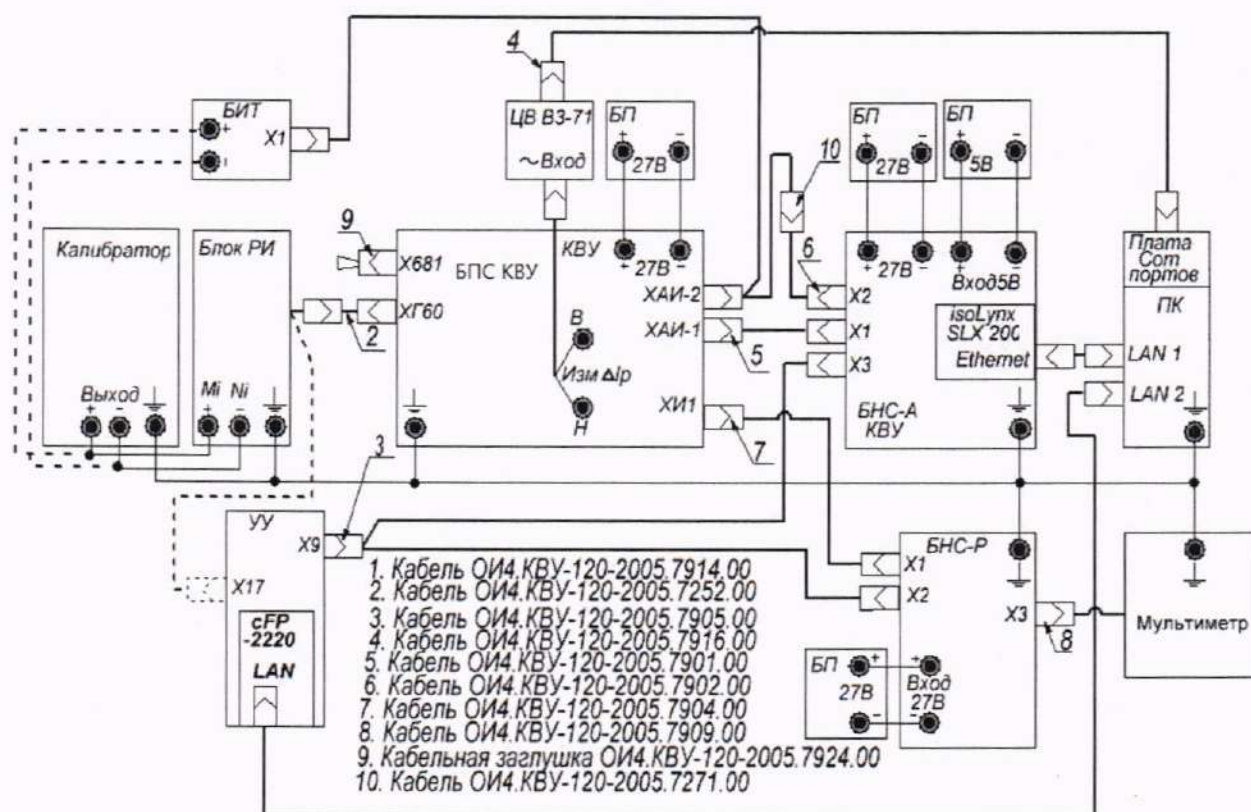 4
БИТ
+
-
X1
ЦВ В3-71
~Вход
БП
+ -
27В
10
БП
+ -
27В
БП
+ -
5В
9
Калибратор
Выход
+ -
Блок РИ
Mi Ni
+ -
2
X681
ХГ60
БПС КВУ
КВУ
27В
+ -
ХАИ-2
ХАИ-1
ХИ1
В
Изм ΔIp
Н
5
7
6
X2
X1
X3
27В
+ -
+ -
Вход5В
isoLynx
SLX 200
Ethernet
БНС-А
КВУ
Плата
Com
портов
ПК
LAN 1
LAN 2
3
УУ
X9
X17
cFP
-2220
LAN
1. Кабель ОИ4.КВУ-120-2005.7914.00
2. Кабель ОИ4.КВУ-120-2005.7252.00
3. Кабель ОИ4.КВУ-120-2005.7905.00
4. Кабель ОИ4.КВУ-120-2005.7916.00
5. Кабель ОИ4.КВУ-120-2005.7901.00
6. Кабель ОИ4.КВУ-120-2005.7902.00
7. Кабель ОИ4.КВУ-120-2005.7904.00
8. Кабель ОИ4.КВУ-120-2005.7909.00
9. Кабельная заглушка ОИ4.КВУ-120-2005.7924.00
10. Кабель ОИ4.КВУ-120-2005.7271.00
БНС-Р
X1
X2
X3
8
БП
27В
+
-
+
Вход
27В
-
Мультиметр